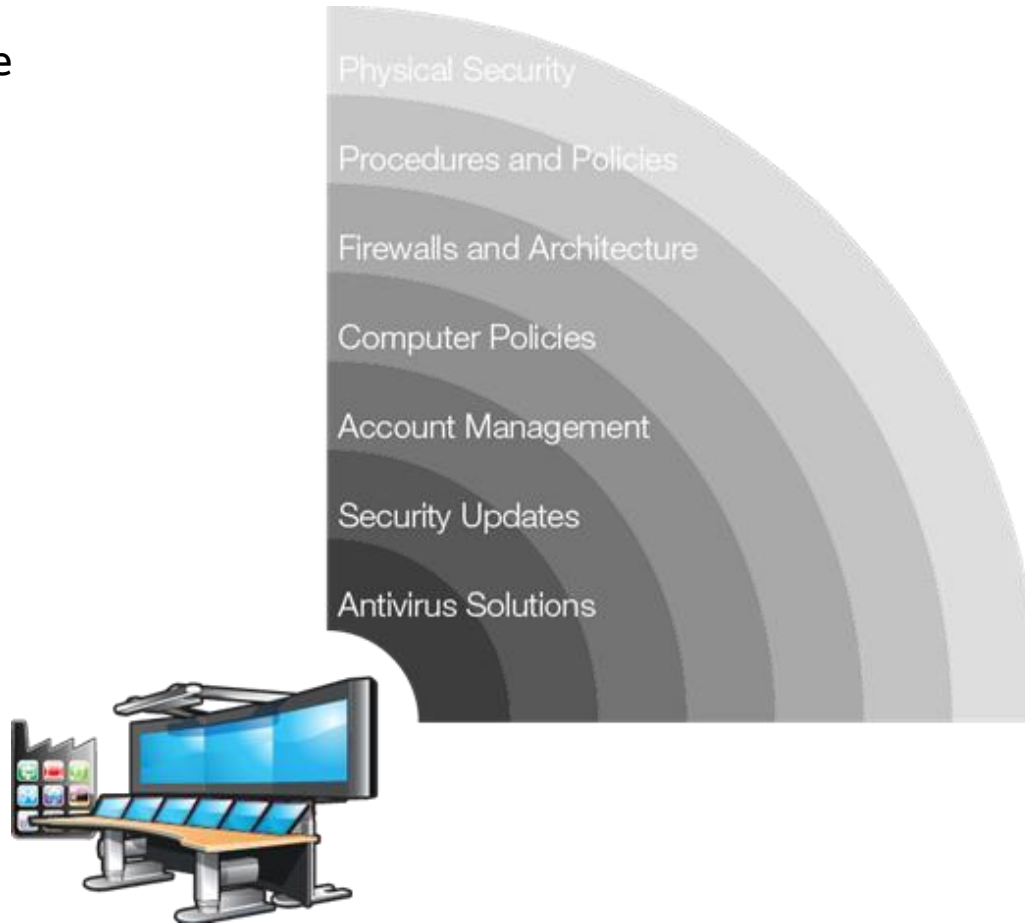 e
Physical Security
Procedures and Policies
Firewalls and Architecture
Computer Policies
Account Management
Security Updates
Antivirus Solutions